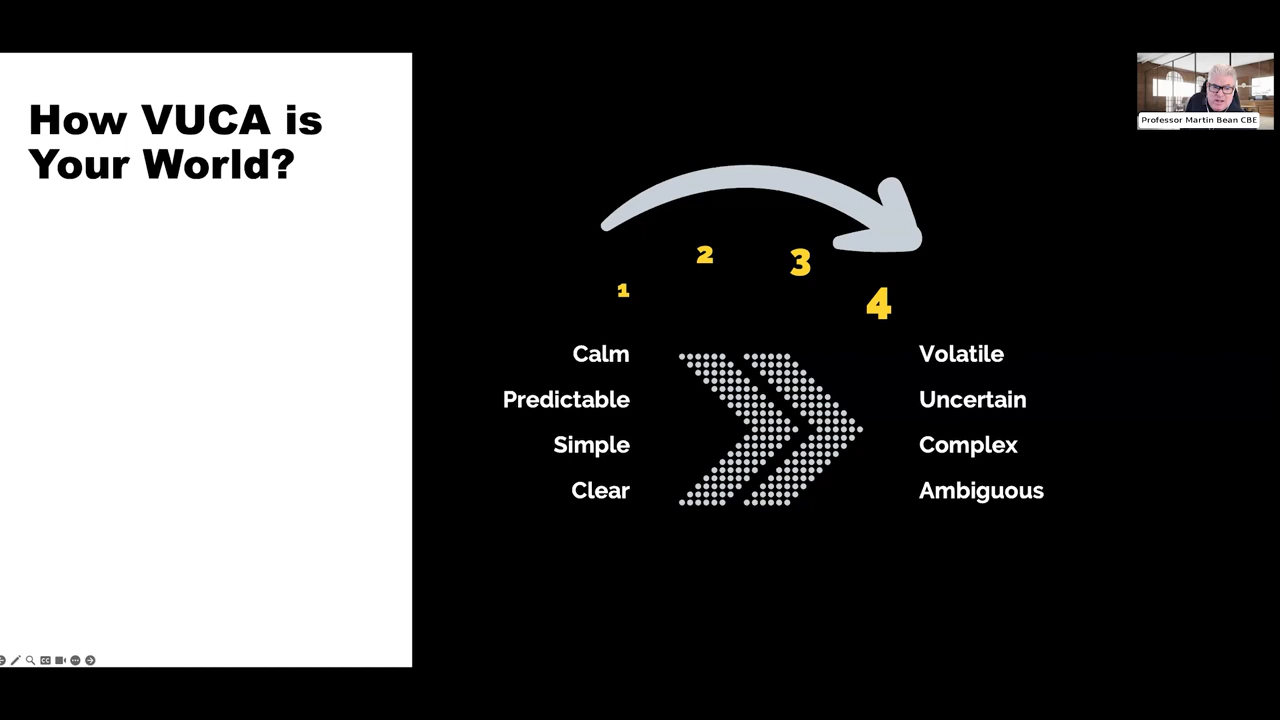 How VUCA is
Your World?
Professor Martin Bean CBE
1
2
3
4
Calm
Volatile
Predictable
Uncertain
Simple
Complex
Clear
Ambiguous
CC